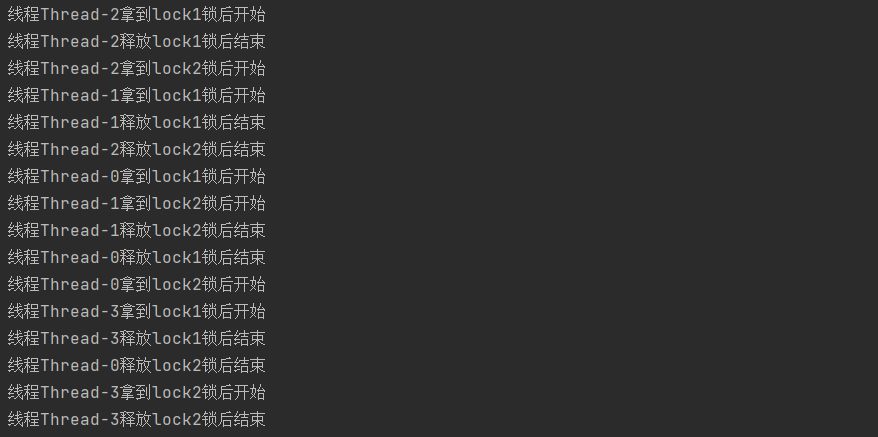 线程Thread-2拿到lock1锁后开始
线程Thread-2释放lock1锁后结束
线程Thread-2拿到lock2锁后开始
线程Thread-1拿到lock1锁后开始
线程Thread-1释放lock1锁后结束
线程Thread-2释放lock2锁后结束
线程Thread-0拿到lock1锁后开始
线程Thread-1拿到lock2锁后开始
线程Thread-1释放lock2锁后结束
线程Thread-0释放lock1锁后结束
线程Thread-0拿到lock2锁后开始
线程Thread-3拿到lock1锁后开始
线程Thread-3释放lock1锁后结束
线程Thread-0释放lock2锁后结束
线程Thread-3拿到lock2锁后开始
线程Thread-3释放lock2锁后结束